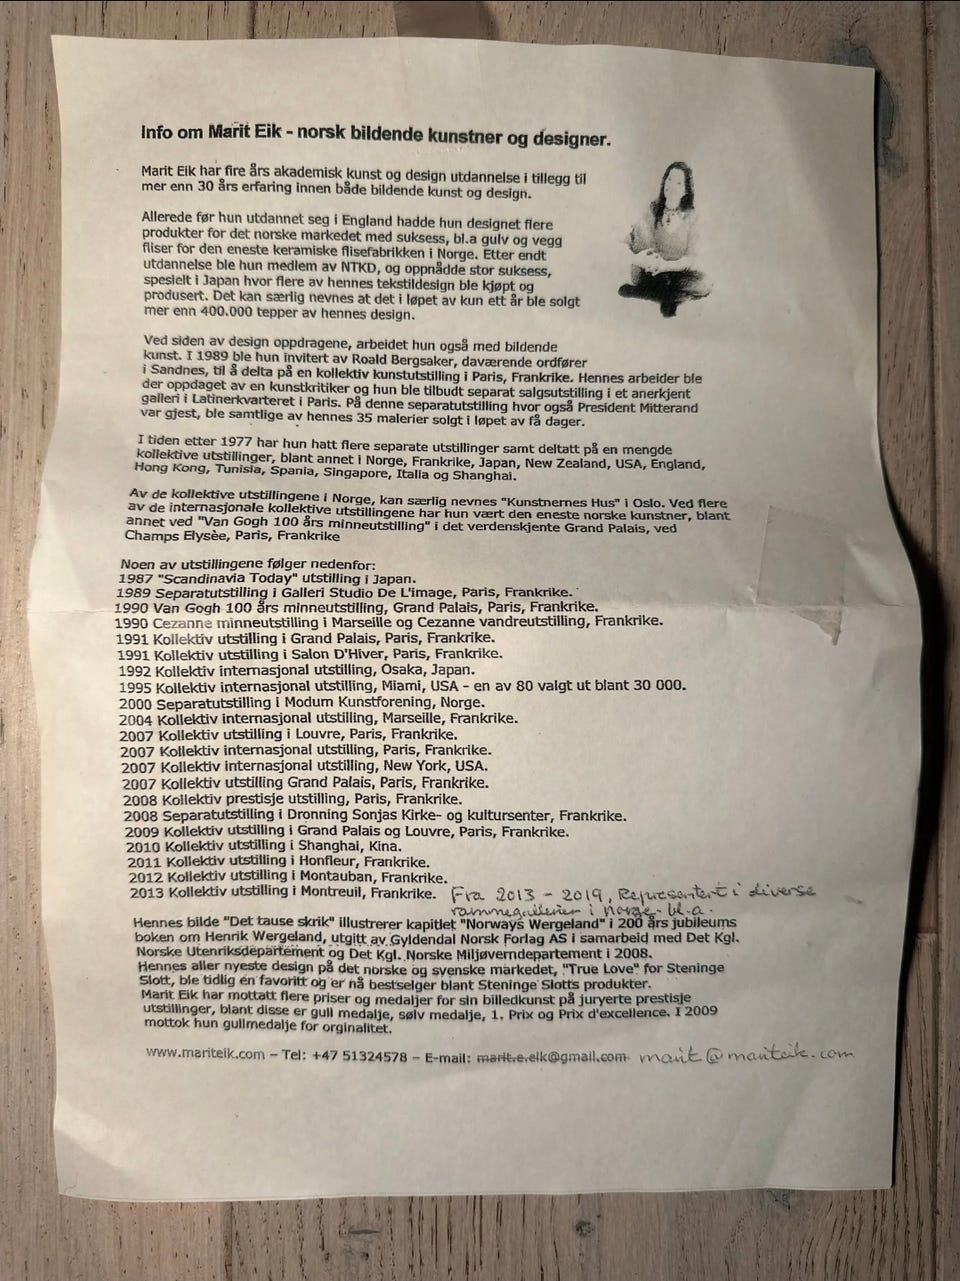 Info om Marit Eik - norsk bildende kunstner og designer.
Marit Eik har fire års akademisk kunst og design utdannelse i tillegg til
mer enn 30 års erfaring innen både bildende kunst og design.
Allerede før hun utdannet seg i England hadde hun designet flere
produkter for det norske markedet med suksess, bl.a gulv og vegg
fliser for den eneste keramiske flisefabrikken i Norge. Etter endt
utdannelse ble hun medlem av NTKD, og oppnådde stor suksess,
spesielt i Japan hvor flere av hennes tekstildesign ble kjøpt og
produsert. Det kan særlig nevnes at det i løpet av kun ett år ble solgt
mer enn 400.000 tepper av hennes design.
Ved siden av design oppdragene, arbeidet hun også med bildende
kunst. I 1989 ble hun invitert av Roald Bergsaker, daværende ordfører
i Sandnes, til å delta på en kollektiv kunstutstilling i Paris, Frankrike. Hennes arbeider ble
der oppdaget av en kunstkritiker og hun ble tilbudt separat salgsutstilling i et anerkjent
galleri i Latinerkvarteret i Paris. På denne separatutstilling hvor også President Mitterand
var gjest, ble samtlige av hennes 35 malerier solgt i løpet av få dager.
I tiden etter 1977 har hun hatt flere separate utstillinger samt deltatt på en mengde
kollektive utstillinger, blant annet i Norge, Frankrike, Japan, New Zealand, USA, England,
Hong Kong, Tunisia, Spania, Singapore, Italia og Shanghai.
Av de kollektive utstillingene i Norge, kan særlig nevnes "Kunstnernes Hus" i Oslo. Ved flere
av de internasjonale kollektive utstillingene har hun vært den eneste norske kunstner, blant
annet ved "Van Gogh 100 års minneutstilling" i det verdenskjente Grand Palais, ved
Champs Elysèe, Paris, Frankrike
Noen av utstillingene følger nedenfor:
1987 "Scandinavia Today" utstilling i Japan.
1989 Separatutstilling i Galleri Studio De L'image, Paris, Frankrike.
1990 Van Gogh 100 års minneutstilling, Grand Palais, Paris, Frankrike.
1990 Cezanne minneutstilling i Marseille og Cezanne vandreutstilling, Frankrike.
1991 Kollektiv utstilling i Grand Palais, Paris, Frankrike.
1991 Kollektiv utstilling i Salon D'Hiver, Paris, Frankrike.
1992 Kollektiv internasjonal utstilling, Osaka, Japan.
1995 Kollektiv internasjonal utstilling, Miami, USA - en av 80 valgt ut blant 30 000.
2000 Separatutstilling i Modum Kunstforening, Norge.
2004 Kollektiv internasjonal utstilling, Marseille, Frankrike.
2007 Kollektiv utstilling i Louvre, Paris, Frankrike.
2007 Kollektiv internasjonal utstilling, Paris, Frankrike.
2007 Kollektiv internasjonal utstilling, New York, USA.
2007 Kollektiv utstilling Grand Palais, Paris, Frankrike.
2008 Kollektiv prestisje utstilling, Paris, Frankrike.
2008 Separatutstilling i Dronning Sonjas Kirke- og kultursenter, Frankrike.
2009 Kollektiv utstilling i Grand Palais og Louvre, Paris, Frankrike.
2010 Kollektiv utstilling i Shanghai, Kina.
2011 Kollektiv utstilling i Honfleur, Frankrike.
2012 Kollektiv utstilling i Montauban, Frankrike.
2013 Kollektiv utstilling i Montreuil, Frankrike. Fra 2013 - 2019, Representert i diverse
rammegallerier i Norge. bl.a.
Hennes bilde "Det tause skrik" illustrerer kapitlet "Norways Wergeland" i 200 års jubileums
boken om Henrik Wergeland, utgitt av Gyldendal Norsk Forlag AS i samarbeid med Det Kgl.
Norske Utenriksdepartement og Det Kgl. Norske Miljøverndepartement i 2008.
Hennes aller nyeste design på det norske og svenske markedet, "True Love" for Steninge
Slott, ble tidlig en favoritt og er nå bestselger blant Steninge Slotts produkter.
Marit Eik har mottatt flere priser og medaljer for sin billedkunst på juryerte prestisje
utstillinger, blant disse er gull medalje, sølv medalje, 1. Prix og Prix d'excellence. I 2009
mottok hun gullmedalje for orginalitet.
www.mariteik.com – Tel: +47 51324578 – E-mail: marit.e.eik@gmail.com marit@mariteik.com